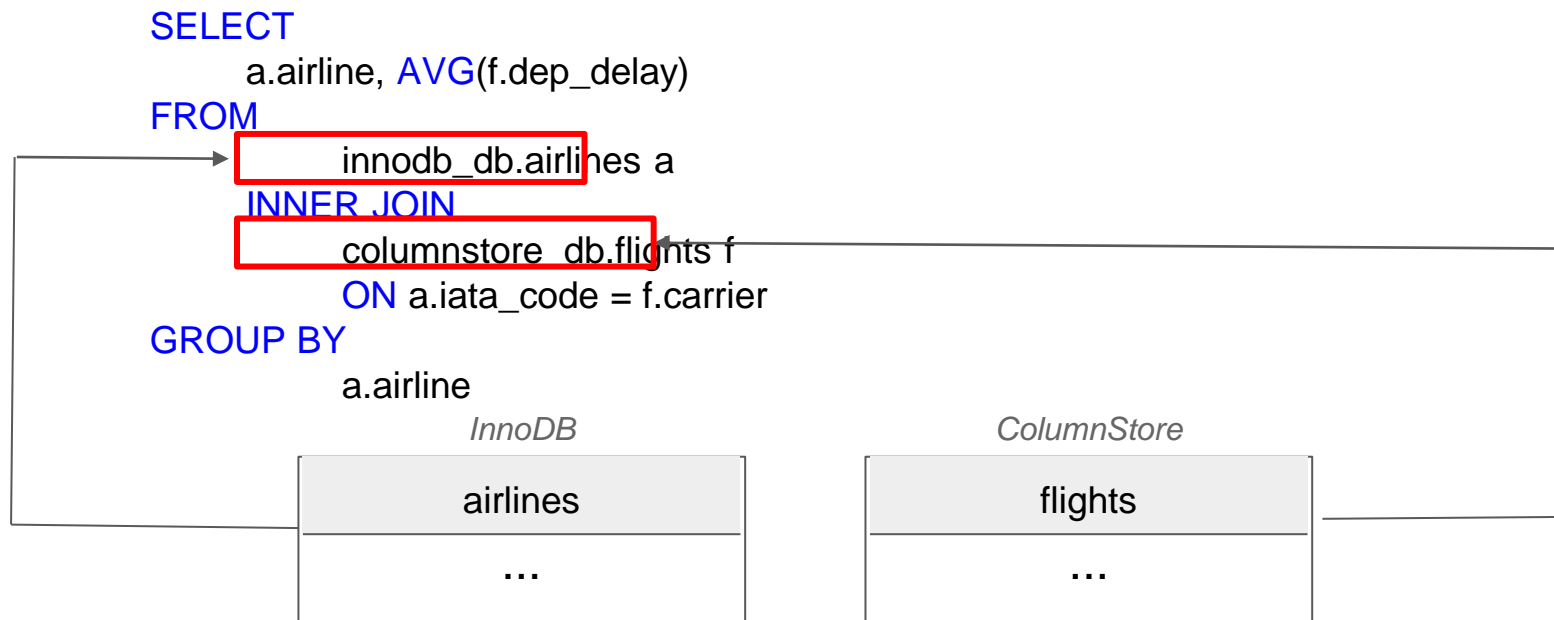 SELECT
a.airline, AVG(f.dep_delay)
FROM
innodb_db.airlines a
INNER JOIN
columnstore_db.flights f
ON a.iata_code = f.carrier
GROUP BY
a.airline
InnoDB ColumnStore
airlines flights
... ...